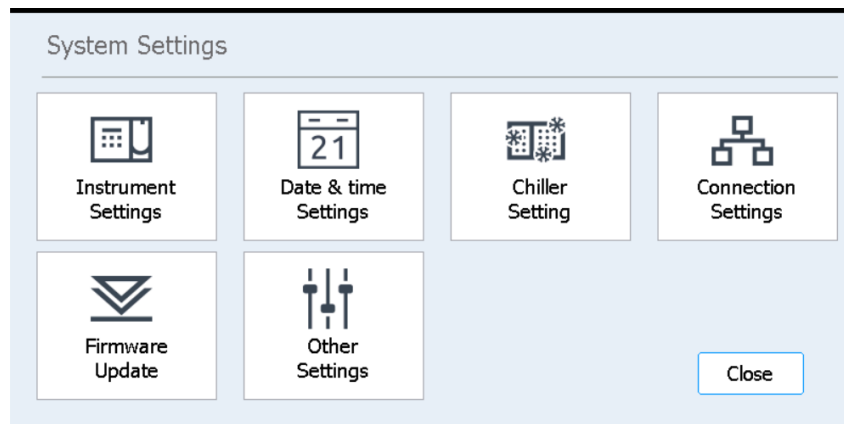 System Settings
Instrument
Settings
21
Date & time
Settings
Chiller
Setting
Connection
Settings
Firmware
Update
Other
Settings
Close